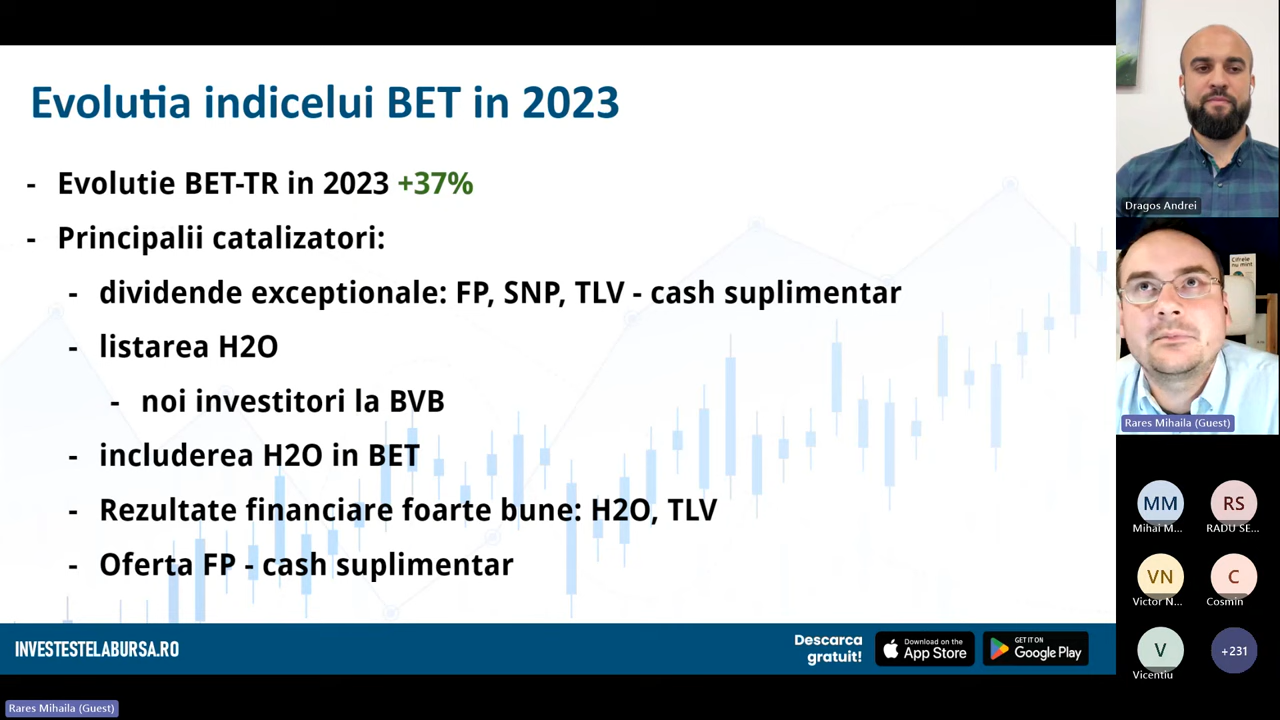 Evolutia indicelui BET in 2023
- Evolutie BET-TR in 2023 +37%
- Principalii catalizatori:
- dividende exceptionale: FP, SNP, TLV - cash suplimentar
- listarea H2O
- noi investitori la BVB
- includerea H2O in BET
- Rezultate financiare foarte bune: H2O, TLV
- Oferta FP - cash suplimentar
INVESTESTELABURSA.RO
Descarca
gratuit!
Download on the
App Store
GET IT ON
Google Play
Rares Mihaila (Guest)
Dragos Andrei
Cifrele
nu mint
Rares Mihaila (Guest)
MM
RS
Mihai M...
RADU SE...
VN
C
Victor N...
Cosmin
V
+231
Vicentiu